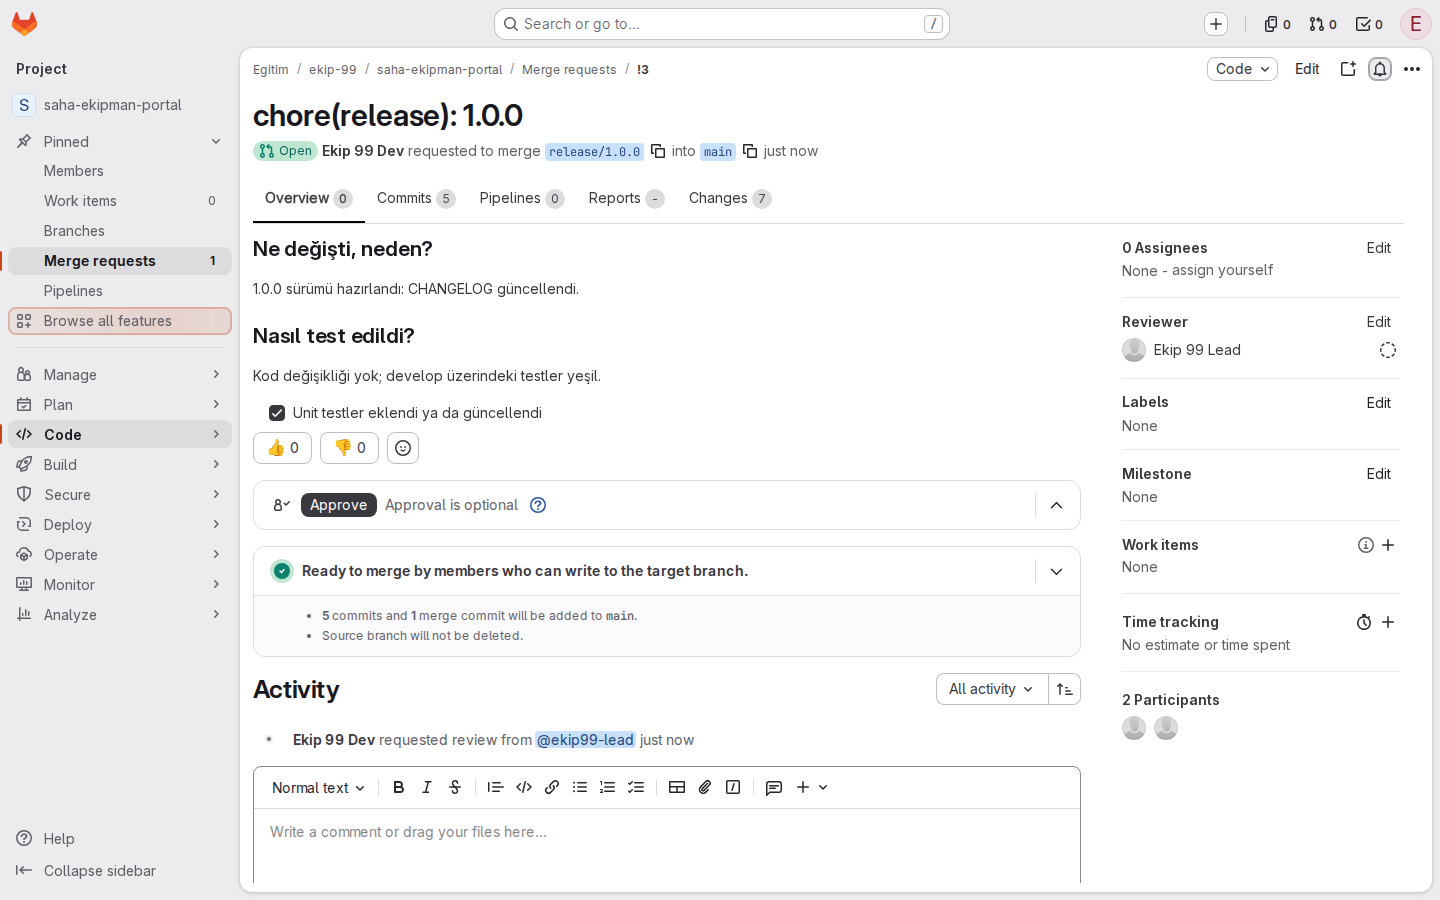 Search or go to...
/
0
0
0
E
Project
S
saha-ekipman-portal
Pinned
Members
Work items
0
Branches
Merge requests
1
Pipelines
Browse all features
Manage
Plan
Code
Build
Secure
Deploy
Operate
Monitor
Analyze
Help
Collapse sidebar
Egitim / ekip-99 / saha-ekipman-portal / Merge requests / !3
Code
Edit
chore(release): 1.0.0
Open Ekip 99 Dev requested to merge release/1.0.0 into main just now
Overview 0
Commits 5
Pipelines 0
Reports -
Changes 7
Ne değişti, neden?
1.0.0 sürümü hazırlandı: CHANGELOG güncellendi.
Nasıl test edildi?
Kod değişikliği yok; develop üzerindeki testler yeşil.
Unit testler eklendi ya da güncellendi
👍 0
👎 0
Approve Approval is optional
Ready to merge by members who can write to the target branch.
5 commits and 1 merge commit will be added to main.
Source branch will not be deleted.
Activity
All activity
Ekip 99 Dev requested review from @ekip99-lead just now
Normal text
Write a comment or drag your files here...
0 Assignees
Edit
None - assign yourself
Reviewer
Edit
Ekip 99 Lead
Labels
Edit
None
Milestone
Edit
None
Work items
None
Time tracking
No estimate or time spent
2 Participants